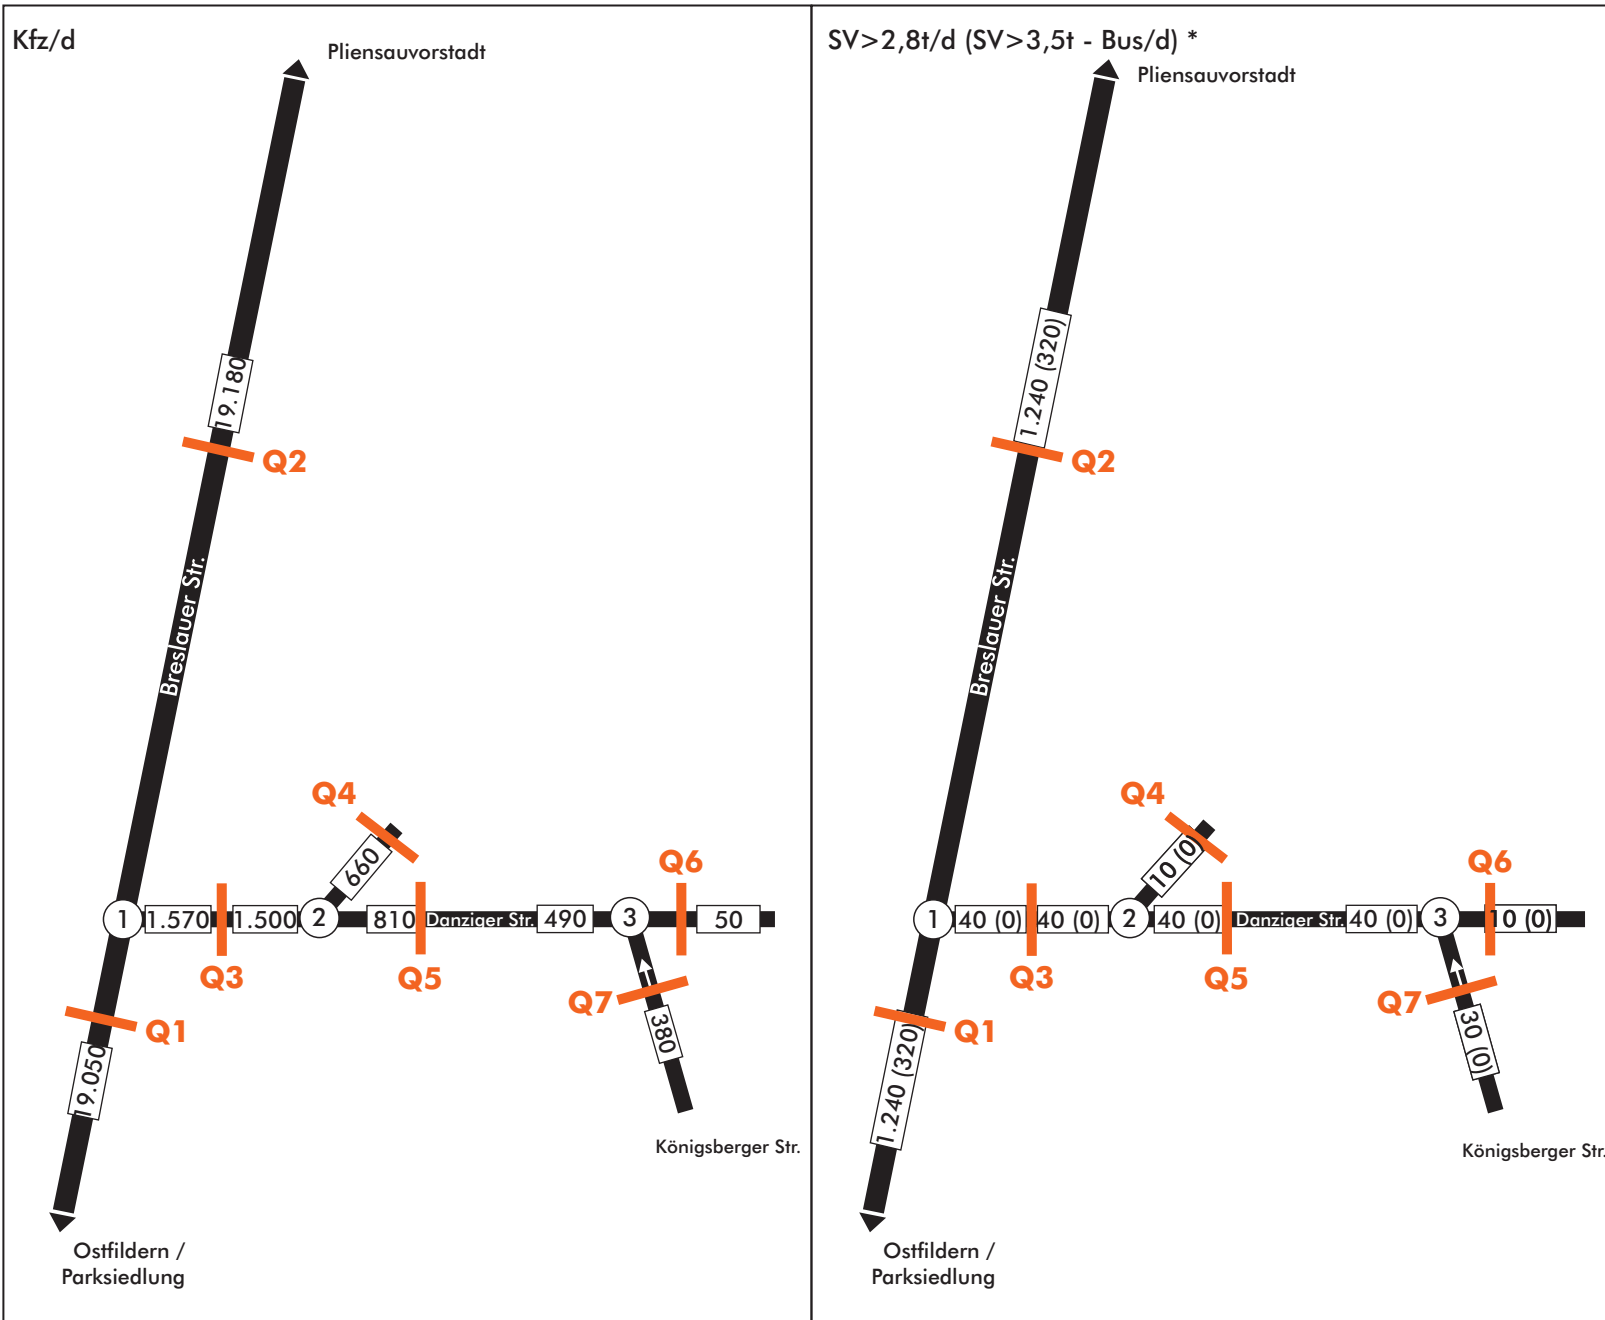 Kfz/d
Pliensauvorstadt
19.180
Q2
Breslauer Str.
Q4
660
Q6
1
1.570
1.500
2
810
Danziger Str.
490
3
50
Q3
Q5
Q7
380
Q1
19.050
Königsberger Str.
Ostfildern /
Parksiedlung
SV>2,8t/d (SV>3,5t - Bus/d) *
Pliensauvorstadt
1.240 (320)
Q2
Breslauer Str.
Q4
10 (0)
Q6
1
40 (0)
40 (0)
2
40 (0)
Danziger Str.
40 (0)
3
10 (0)
Q3
Q5
Q7
30 (0)
Q1
1.240 (320)
Königsberger Str.
Ostfildern /
Parksiedlung